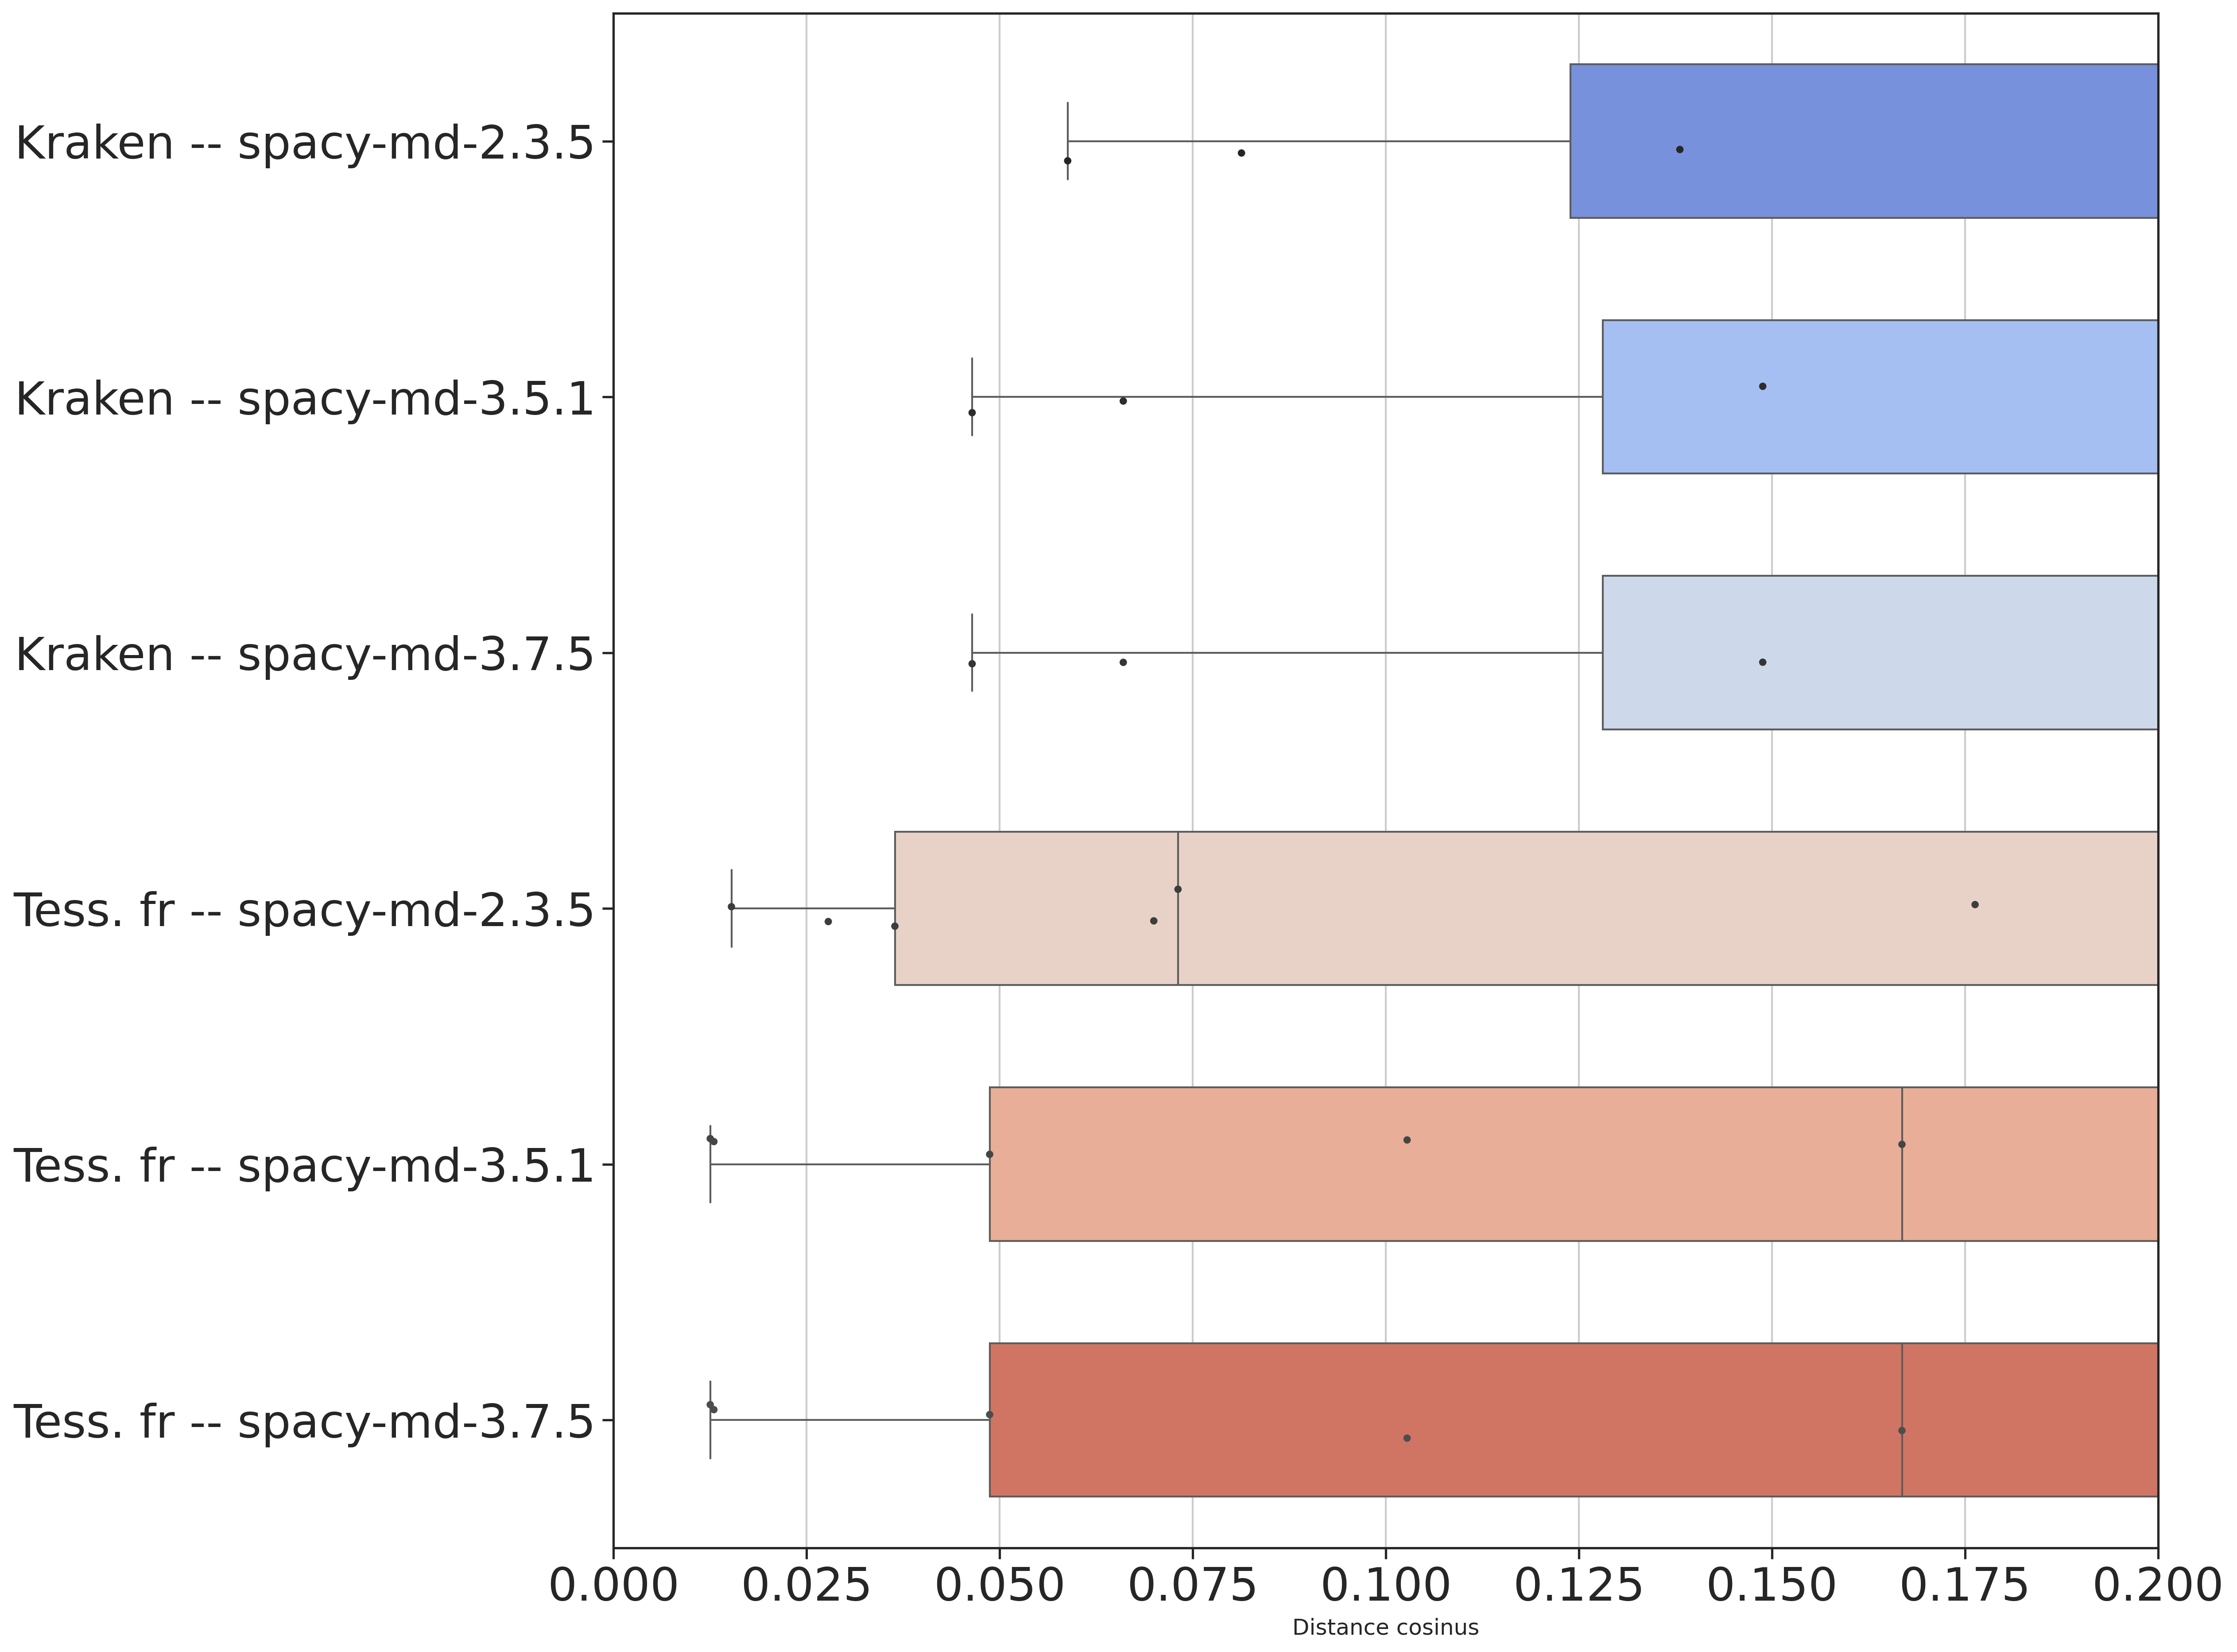 Kraken -- spacy-md-2.3.5
Kraken -- spacy-md-3.5.1
Kraken -- spacy-md-3.7.5
Tess. fr -- spacy-md-2.3.5
Tess. fr -- spacy-md-3.5.1
Tess. fr -- spacy-md-3.7.5
0.000 0.025 0.050 0.075 0.100 0.125 0.150 0.175 0.200
Distance cosinus